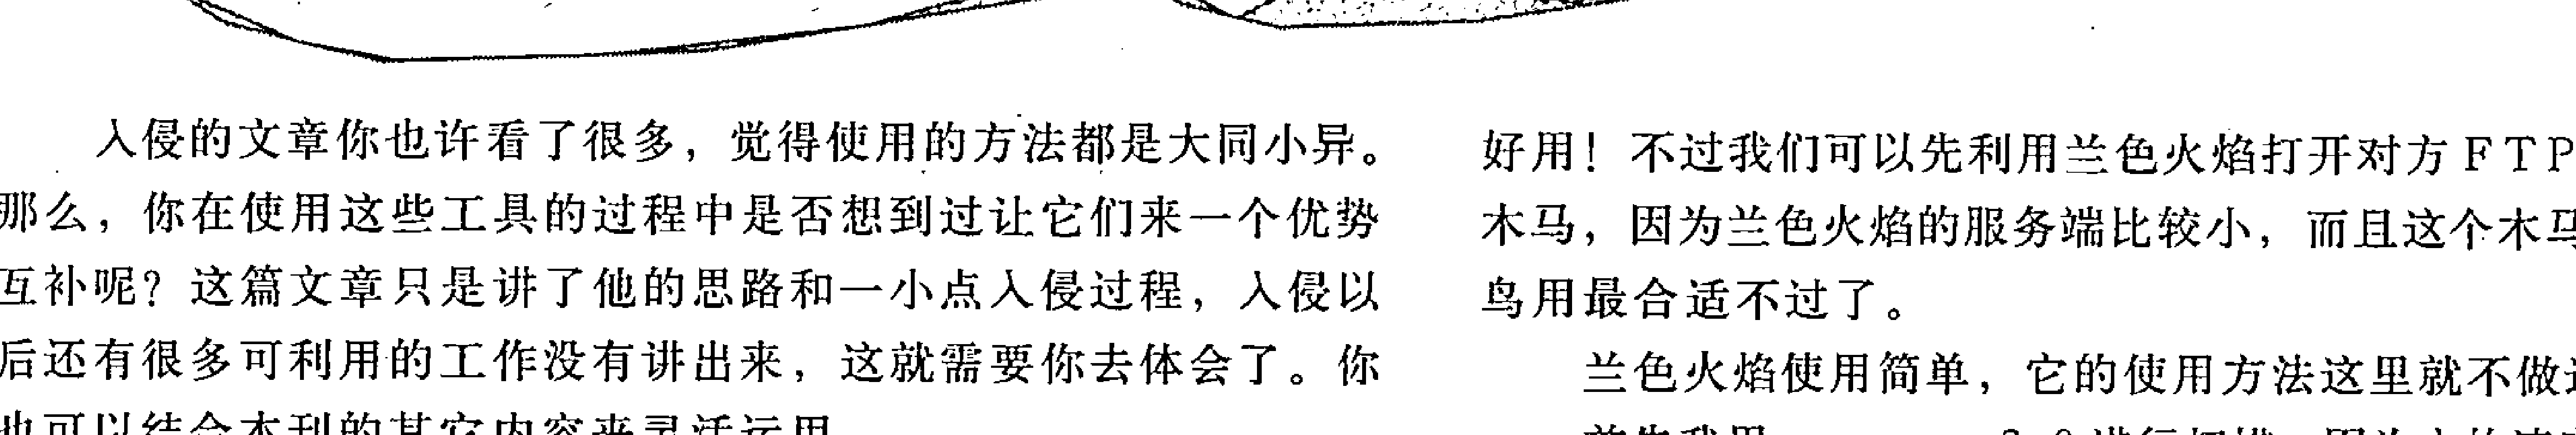 入侵的文章你也许看了很多，觉得使用的方法都是大同小异。
那么，你在使用这些工具的过程中是否想到过让它们来一个优势
互补呢？这篇文章只是讲了他的思路和一小点入侵过程，入侵以
后还有很多可利用的工作没有讲出来，这就需要你去体会了。你
也可以结合本刊的其它内容来灵活运用
好用！不过我们可以先利用兰色火焰打开对方FTP
木马，因为兰色火焰的服务端比较小，而且这个木马
鸟用最合适不过了。
兰色火焰使用简单，它的使用方法这里就不做